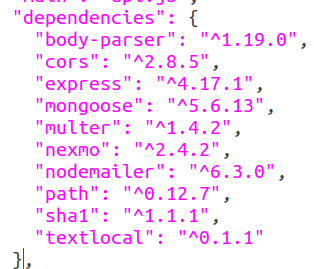 "dependencies": {
"body-parser": "^1.19.0",
"cors": "^2.8.5",
"express": "^4.17.1",
"mongoose": "^5.6.13",
"multer": "^1.4.2",
"nexmo": "^2.4.2",
"nodemailer": "^6.3.0",
"path": "^0.12.7",
"sha1": "^1.1.1",
"textlocal": "^0.1.1"
},